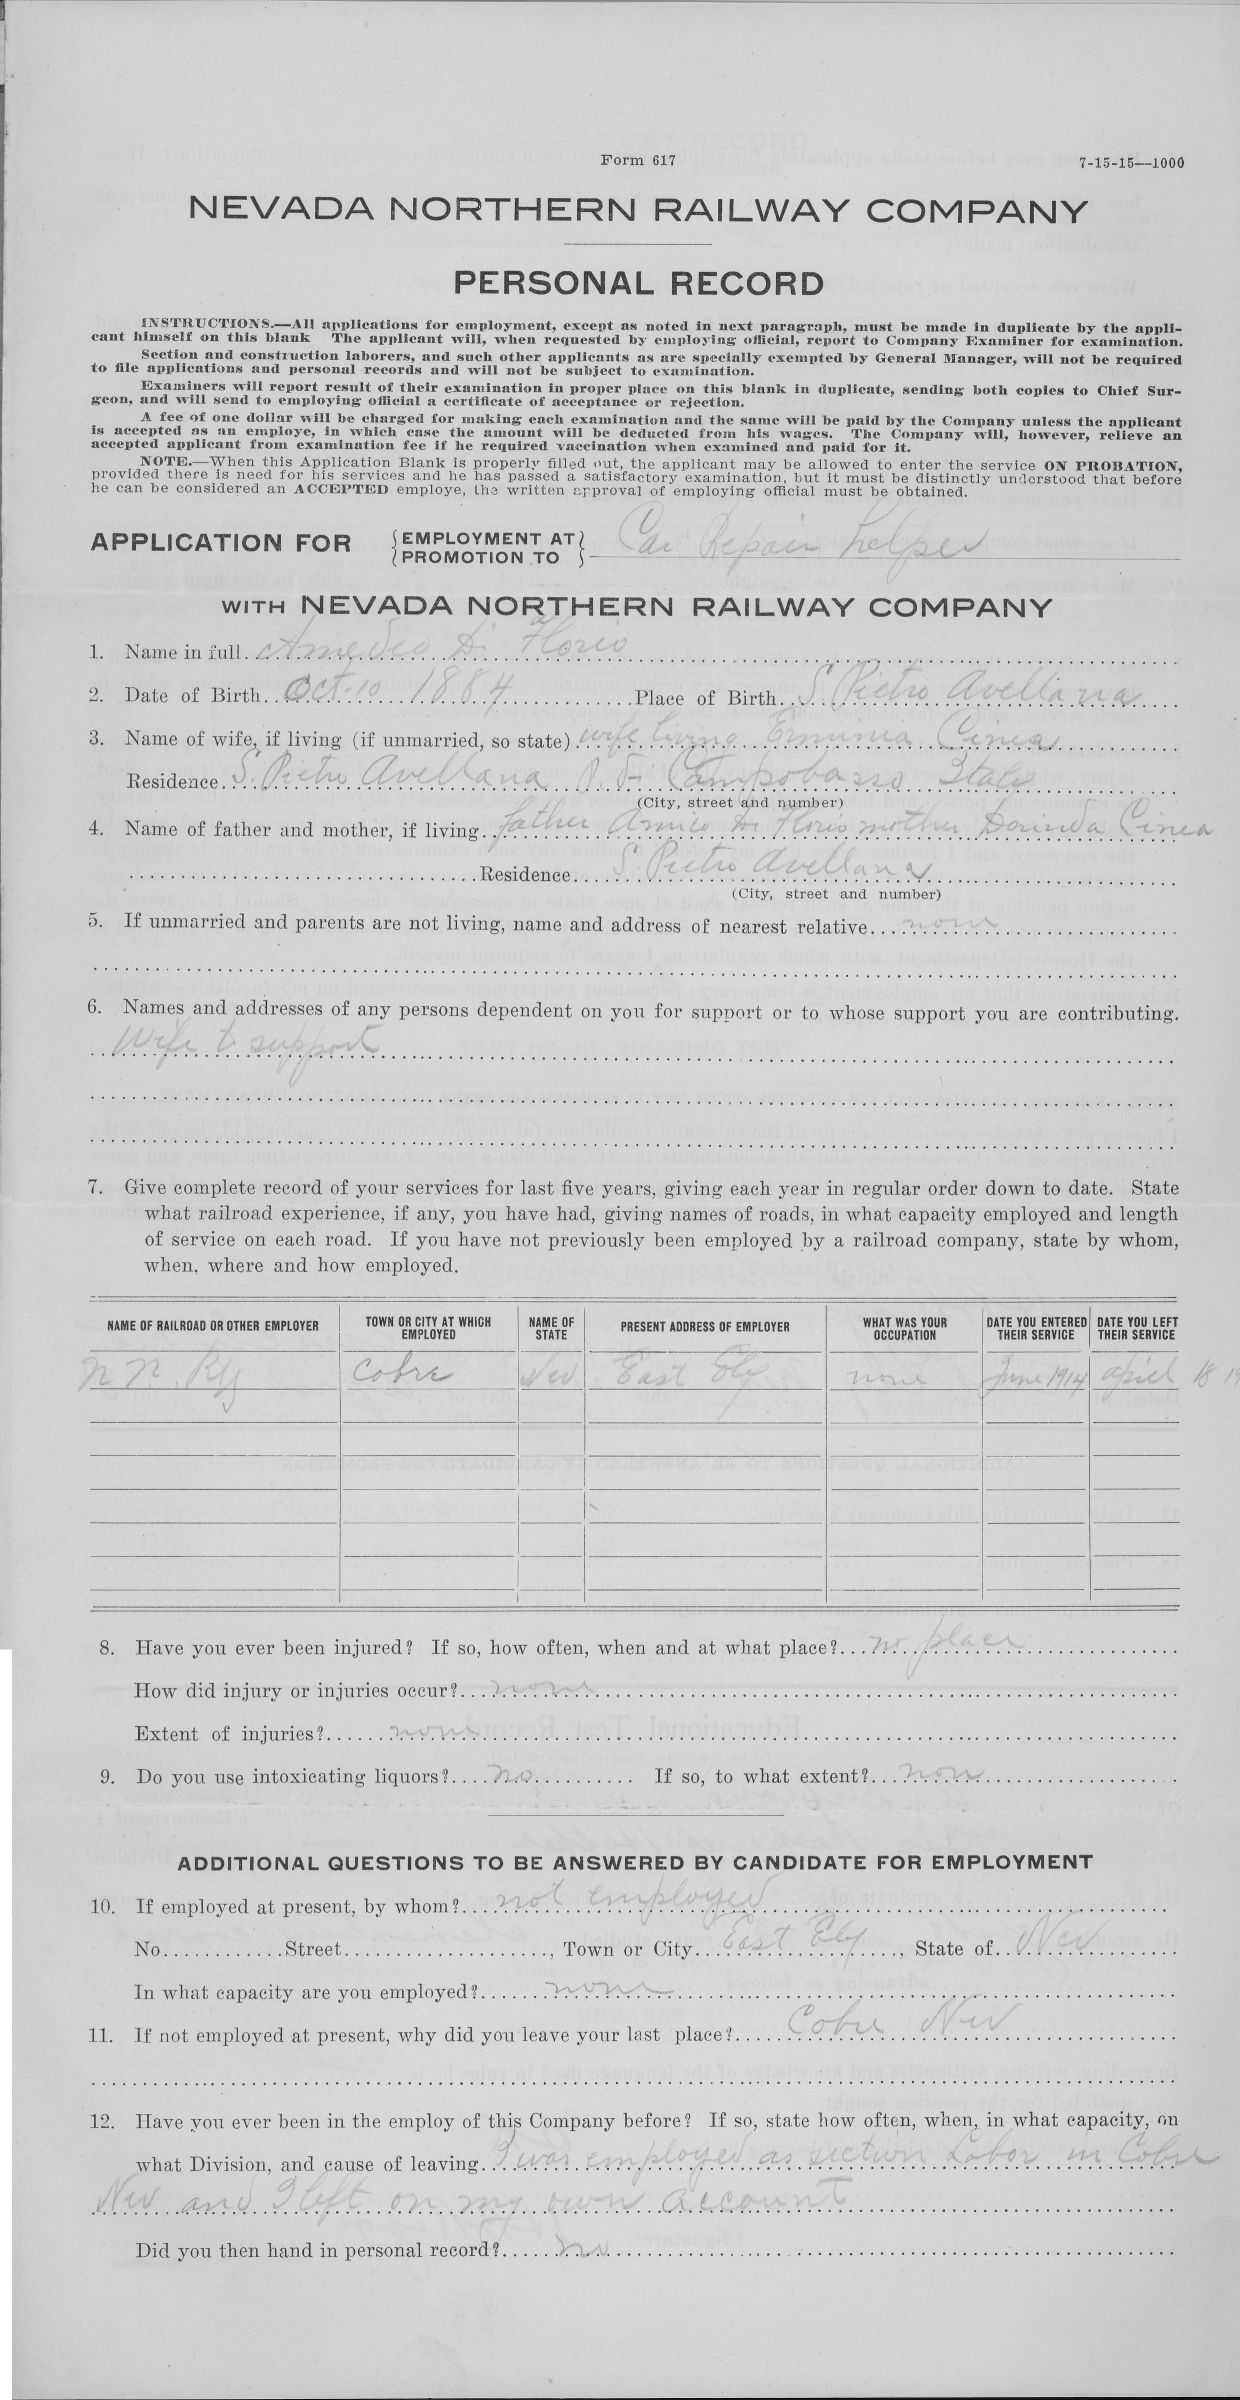 Form 617
7-15-15—1000
NEVADA NORTHERN RAILWAY COMPANY
PERSONAL RECORD
INSTRUCTIONS.—All applications for employment, except as noted in next paragraph, must be made in duplicate by the appli-
cant himself on this blank The applicant will, when requested by employing official, report to Company Examiner for examination.
Section and construction laborers, and such other applicants as are specially exempted by General Manager, will not be required
to file applications and personal records and will not be subject to examination.
Examiners will report result of their examination in proper place on this blank in duplicate, sending both copies to Chief Sur-
geon, and will send to employing official a certificate of acceptance or rejection.
A fee of one dollar will be charged for making each examination and the same will be paid by the Company unless the applicant
is accepted as an employe, in which case the amount will be deducted from his wages. The Company will, however, relieve an
accepted applicant from examination fee if he required vaccination when examined and paid for it.
NOTE.—When this Application Blank is properly filled out, the applicant may be allowed to enter the service ON PROBATION,
provided there is need for his services and he has passed a satisfactory examination, but it must be distinctly understood that before
he can be considered an ACCEPTED employe, the written approval of employing official must be obtained.
APPLICATION FOR {EMPLOYMENT AT} Car Repair helper
{PROMOTION TO}
WITH NEVADA NORTHERN RAILWAY COMPANY
1. Name in full. Amedeo Di Florio
2. Date of Birth.. Oct-10 1884 Place of Birth.. S. Pietro Avellana
3. Name of wife, if living (if unmarried, so state) wife living Erminia Cinea
Residence.. S. Pietro Avellana P. di Campobasso Italy
(City, street and number)
4. Name of father and mother, if living.. father Amico Di Florio mother Dorinda Cinea
Residence.. S. Pietro Avellana
(City, street and number)
5. If unmarried and parents are not living, name and address of nearest relative... none
6. Names and addresses of any persons dependent on you for support or to whose support you are contributing.
Wife to support
7. Give complete record of your services for last five years, giving each year in regular order down to date. State
what railroad experience, if any, you have had, giving names of roads, in what capacity employed and length
of service on each road. If you have not previously been employed by a railroad company, state by whom,
when, where and how employed.
NAME OF RAILROAD OR OTHER EMPLOYER TOWN OR CITY AT WHICH EMPLOYED NAME OF STATE PRESENT ADDRESS OF EMPLOYER WHAT WAS YOUR OCCUPATION DATE YOU ENTERED THEIR SERVICE DATE YOU LEFT THEIR SERVICE
N N. Ry Cobre Nev East Ely none June 1914 april 18 19
8. Have you ever been injured? If so, how often, when and at what place?... no place
How did injury or injuries occur?... none
Extent of injuries?... none
9. Do you use intoxicating liquors?.... no If so, to what extent?... non
ADDITIONAL QUESTIONS TO BE ANSWERED BY CANDIDATE FOR EMPLOYMENT
10. If employed at present, by whom?.... not employed
No............Street...................., Town or City.. East Ely, State of.. Nev
In what capacity are you employed?... none
11. If not employed at present, why did you leave your last place?.... Cobre Nev
12. Have you ever been in the employ of this Company before? If so, state how often, when, in what capacity, on
what Division, and cause of leaving.. I was employed as section Labor in Cobre
Nev and I left on my own account
Did you then hand in personal record?.... no